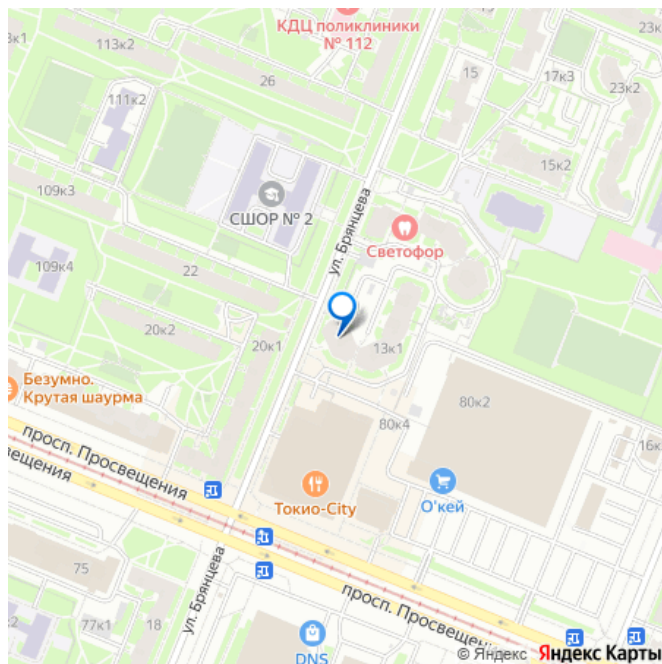 КДЦ поликлиники
№ 112
113к2
26
15
17к3
23к2
111к2
15к2
109к3
СШОР № 2
ул. Брянцева
Светофор
109к4
22
20к2
20к1
13к1
Безумно.
Крутая шаурма
80к2
80к4
16к
просп. Просвещения
вещения
Токио-City
О'кей
75
ул. Брянцева
просп. Просвещени
77к1
18
DNS
© Яндекс Яндекс Карты